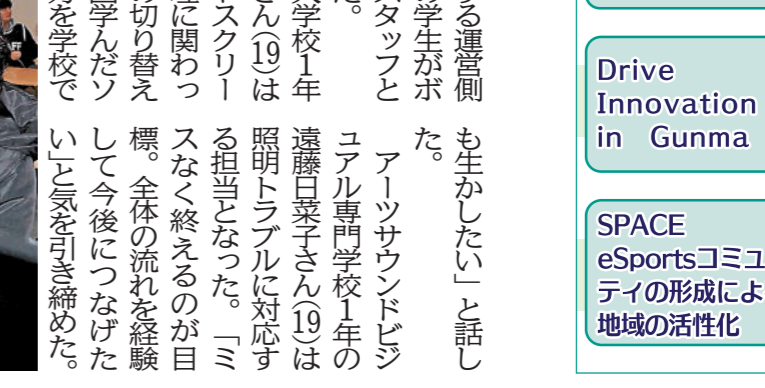 る運営側
学生がボ
タッフと
。
学校1年
さん(19)は
スクリー
に関わっ
切り替え
学んだソ
を学校で
も生かしたい」と話し
た。
アーツサウンドビジ
ュアル専門学校1年の
遠藤日菜子さん(19)は
照明トラブルに対応す
る担当となった。「ミ
スなく終えるのが目
標。全体の流れを経験
して今後につなげた
い」と気を引き締めた。
Drive
Innovation
in Gunma
SPACE
eSportsコミュ
ティの形成によ
地域の活性化